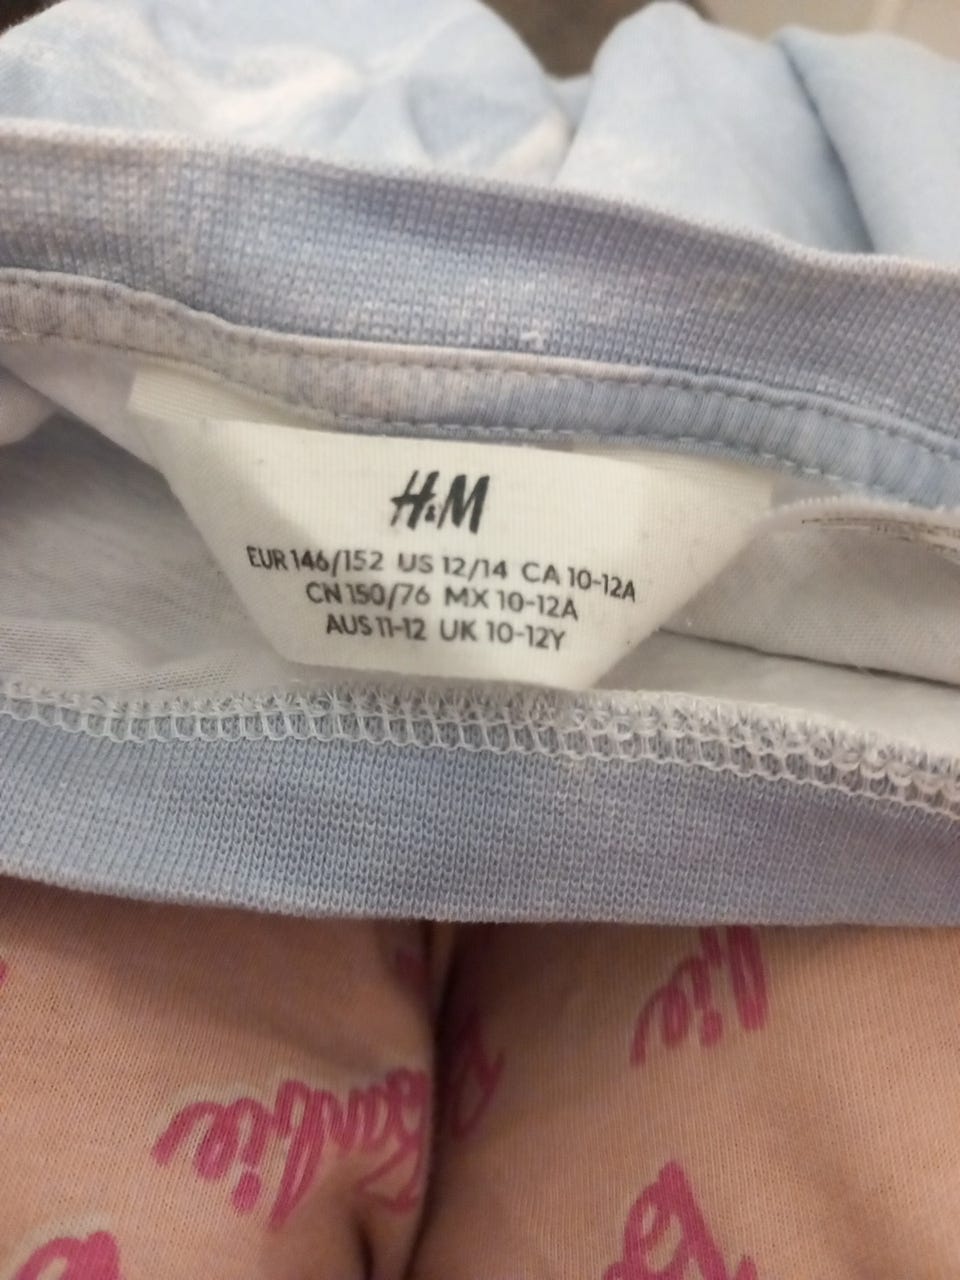 H&M
EUR 146/152 US 12/14 CA 10-12A
CN 150/76 MX 10-12A
AUS 11-12 UK 10-12Y
Barbie